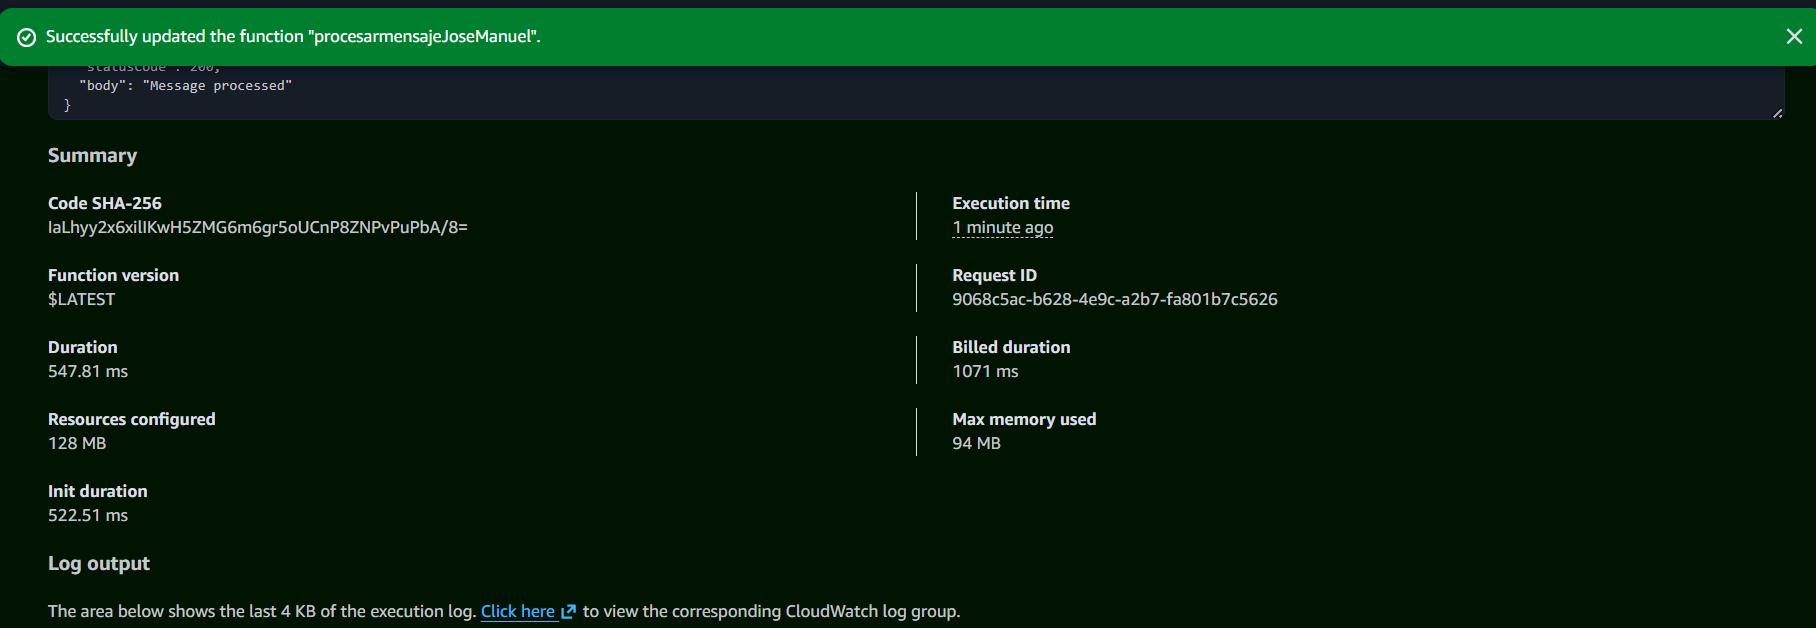 Successfully updated the function "procesarmensajeJoseManuel".
"statusCode": 200,
"body": "Message processed"
}
Summary
Code SHA-256
IaLhyy2x6xilIKwH5ZMG6m6gr5oUCnP8ZNPvPuPbA/8=
Execution time
1 minute ago
Function version
$LATEST
Request ID
9068c5ac-b628-4e9c-a2b7-fa801b7c5626
Duration
547.81 ms
Billed duration
1071 ms
Resources configured
128 MB
Max memory used
94 MB
Init duration
522.51 ms
Log output
The area below shows the last 4 KB of the execution log. Click here to view the corresponding CloudWatch log group.